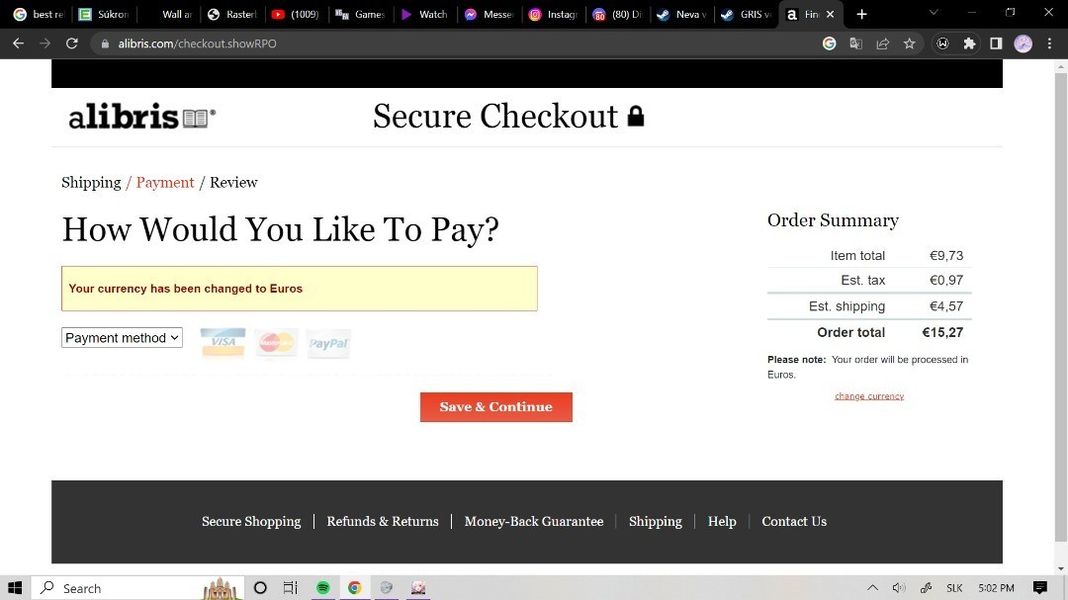 best re
Súkron
Wall ar
Rasterb
(1009)
Games
Watch
Messe
Instag
(80) Di
Neva v
GRIS v
Fin
alibris.com/checkout.showRPO
alibris
Secure Checkout
Shipping / Payment / Review
How Would You Like To Pay?
Your currency has been changed to Euros
Payment method
VISA
MasterCard
PayPal
Save & Continue
Order Summary
Item total €9,73
Est. tax €0,97
Est. shipping €4,57
Order total €15,27
Please note: Your order will be processed in
Euros.
change currency
Secure Shopping | Refunds & Returns | Money-Back Guarantee | Shipping | Help | Contact Us
Search
SLK
5:02 PM